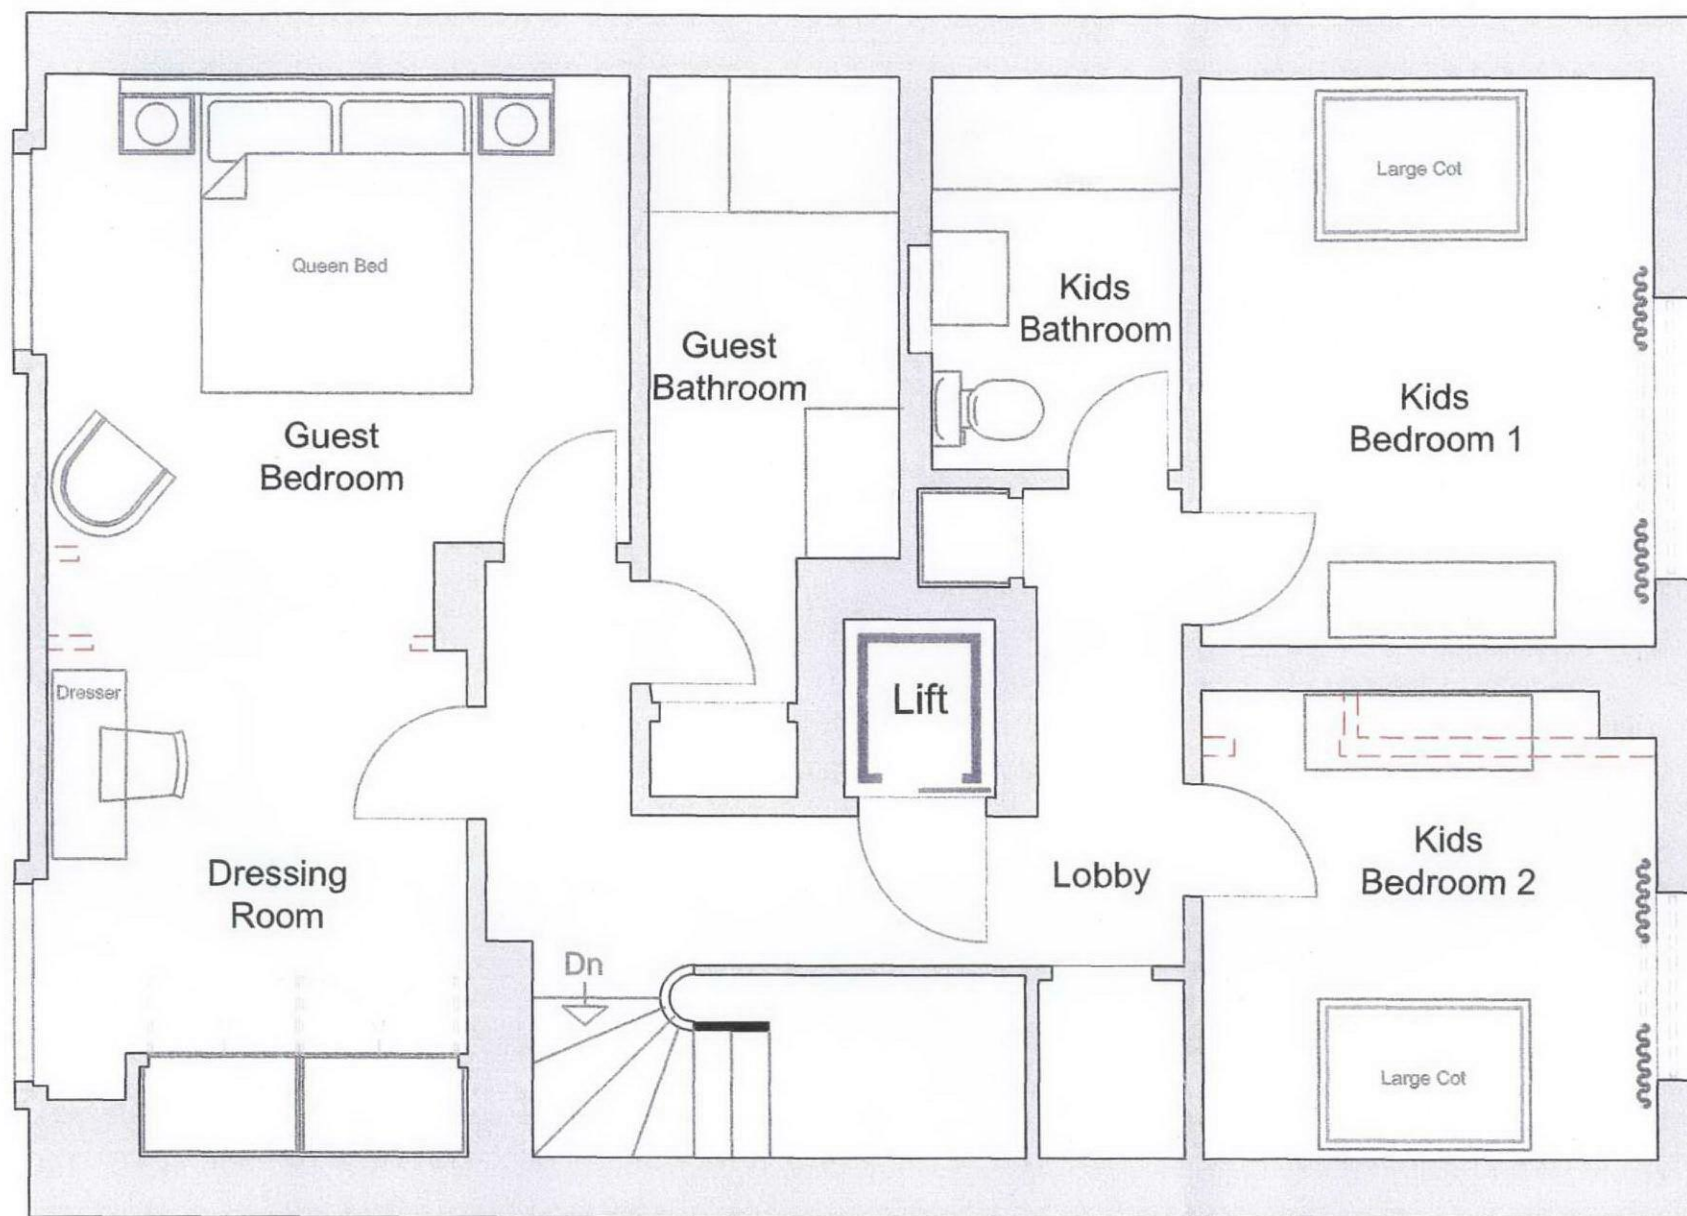 Large Cot
Queen Bed
Kids
Bathroom
Guest
Bathroom
Kids
Bedroom 1
Guest
Bedroom
Dresser
Lift
Kids
Bedroom 2
Dressing
Room
Lobby
Dn
Large Cot